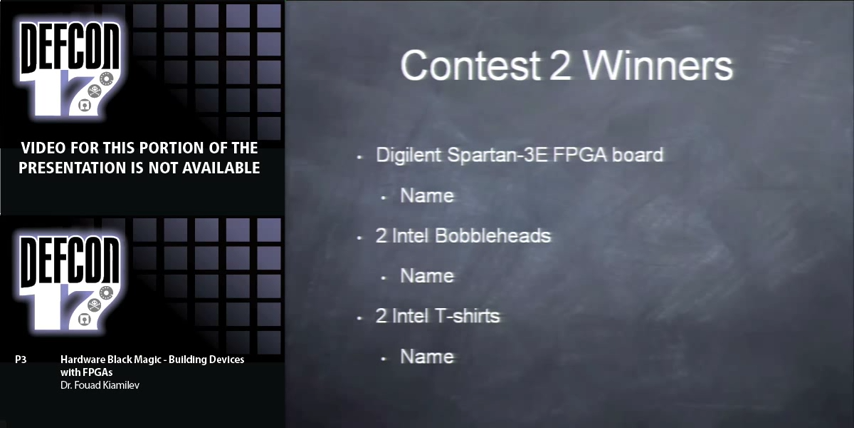 DEFCON
17
VIDEO FOR THIS PORTION OF THE
PRESENTATION IS NOT AVAILABLE
DEFCON
17
P3 Hardware Black Magic - Building Devices
with FPGAs
Dr. Fouad Kiamilev
Contest 2 Winners
• Digilent Spartan-3E FPGA board
• Name
• 2 Intel Bobbleheads
• Name
• 2 Intel T-shirts
• Name